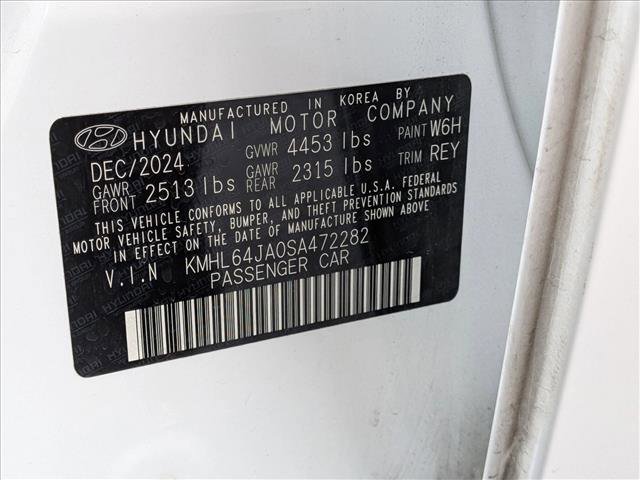 MANUFACTURED IN KOREA BY
HYUNDAI MOTOR COMPANY
DEC/2024 GVWR 4453 lbs PAINT W6H
GAWR FRONT 2513 lbs GAWR REAR 2315 lbs TRIM REY
THIS VEHICLE CONFORMS TO ALL APPLICABLE U.S.A. FEDERAL
MOTOR VEHICLE SAFETY, BUMPER, AND THEFT PREVENTION STANDARDS
IN EFFECT ON THE DATE OF MANUFACTURE SHOWN ABOVE.
V.I.N KMHL64JA0SA472282
PASSENGER CAR